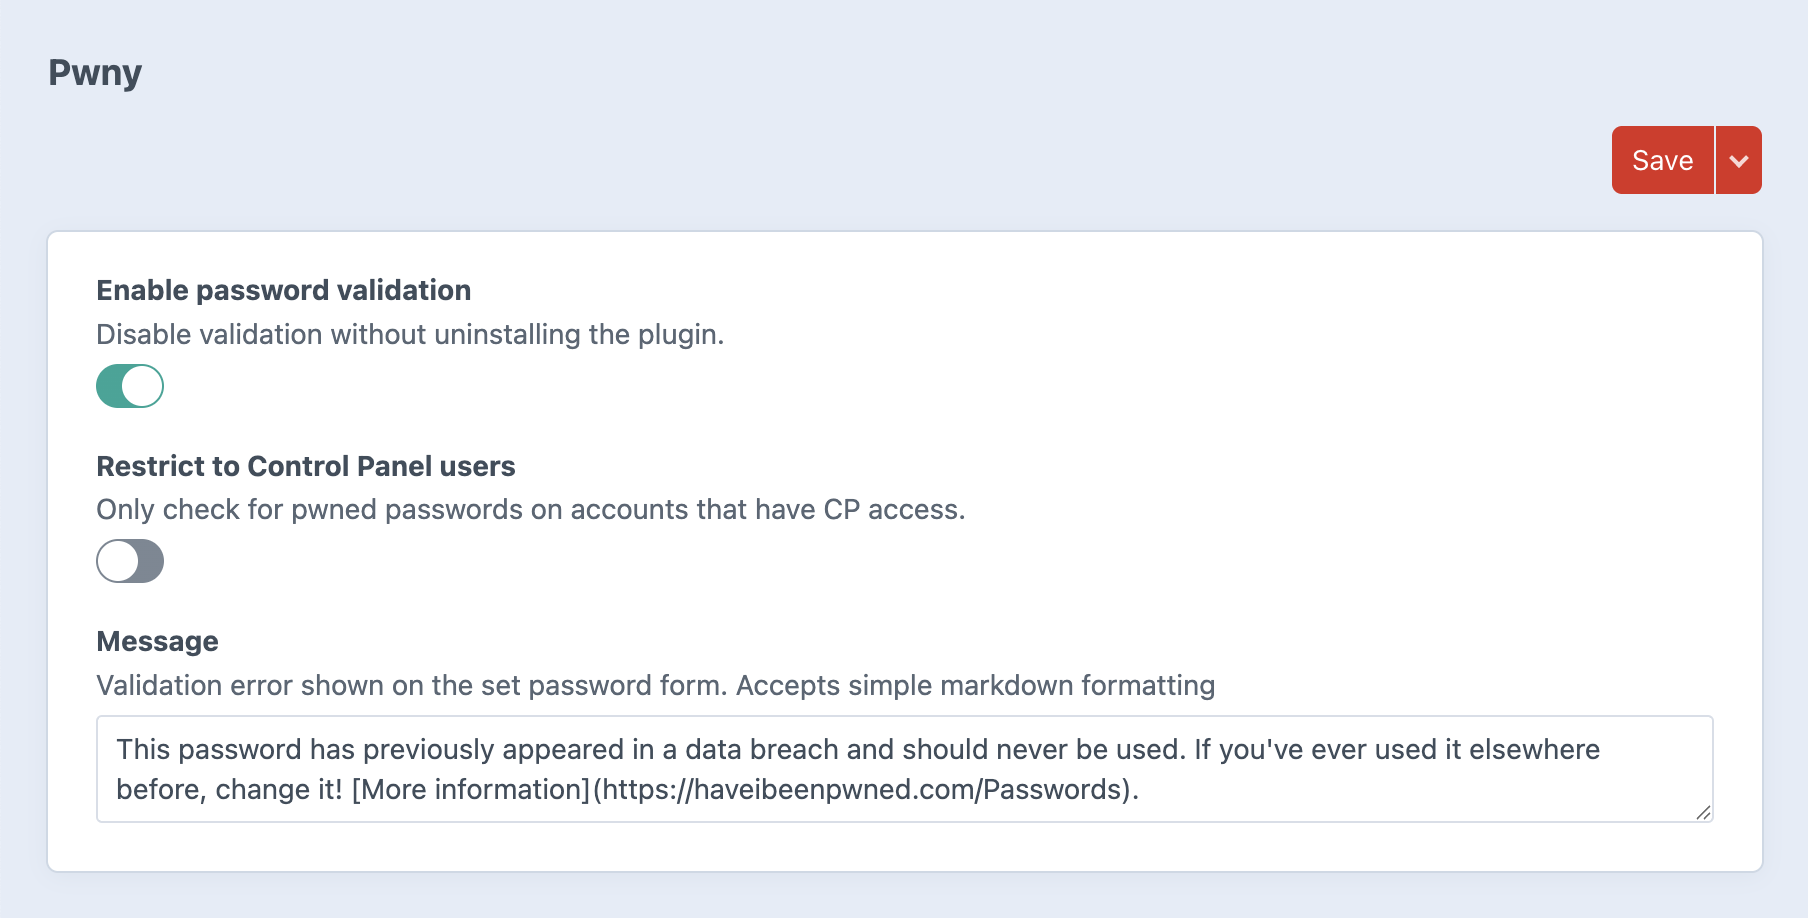 Pwny
Save
Enable password validation
Disable validation without uninstalling the plugin.
Restrict to Control Panel users
Only check for pwned passwords on accounts that have CP access.
Message
Validation error shown on the set password form. Accepts simple markdown formatting
This password has previously appeared in a data breach and should never be used. If you've ever used it elsewhere
before, change it! [More information](https://haveibeenpwned.com/Passwords).